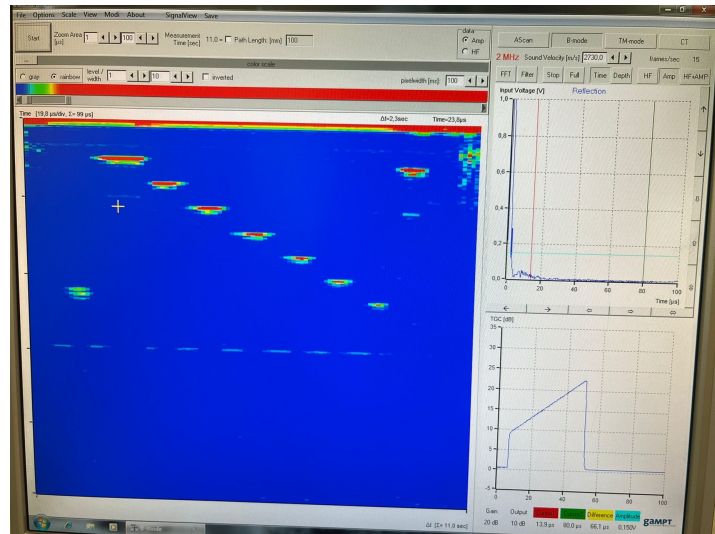 File Options Scale View Modi About SignalView Save
Start
Zoom Area [µs]
1
100
Measurement Time [sec]
11,0
Path Length: [mm]
100
data
Amp
HF
...
color scale
gray
rainbow
level / width
1
10
inverted
pixelwidth [ms]:
100
Time [19,8 µs/div, Σ= 99 µs]
Δt=2,3sec
Time=23,8µs
Δt [Σ= 11,0 sec]
AScan
B-mode
TM-mode
CT
2 MHz
Sound Velocity [m/s]
2730,0
frames/sec
15
FFT
Filter
Stop
Full
Time
Depth
HF
Amp
HF+AMP
Input Voltage [V]
Reflection
1,0
0,8
0,6
0,4
0,2
0,0
0 20 40 60 80 100
Time [µs]
TGC [dB]
35
30
25
20
15
10
5
0
-5
0 20 40 60 80 100
Gain
Output
Difference
Amplitude
20 dB
10 dB
13,9 µs
80,0 µs
66,1 µs
0,150V
GAMPT